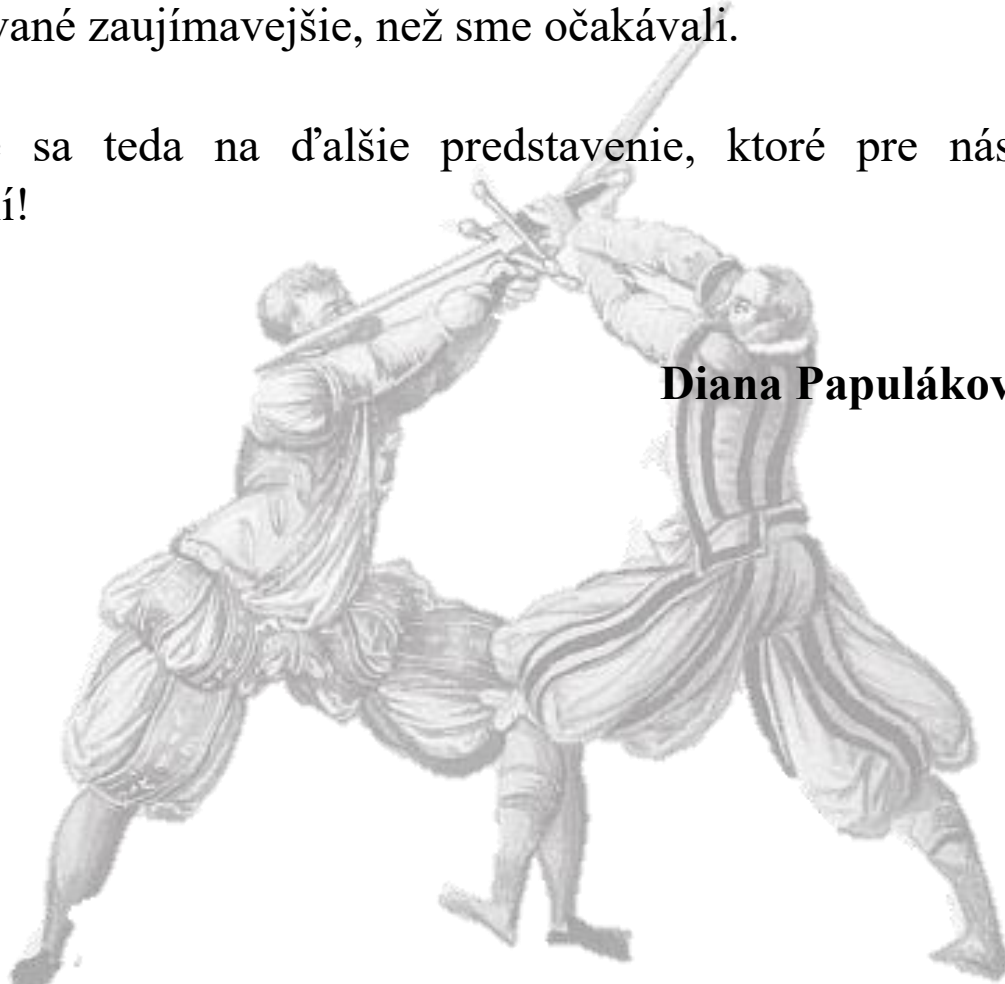 vané zaujímavejšie, než sme očakávali.
sa teda na ďalšie predstavenie, ktoré pre nás
í!
Diana Papulákov